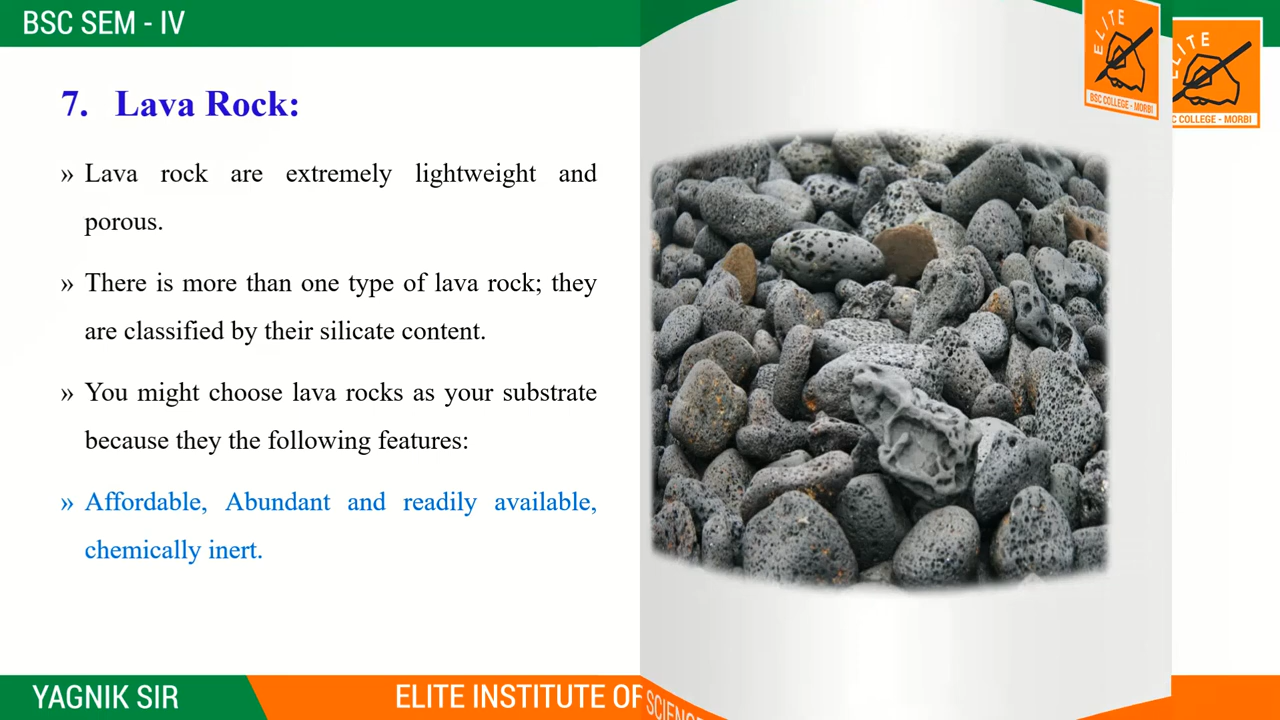 BSC SEM - IV
ELITE
BSC COLLEGE - MORBI
LITE
C COLLEGE - MORBI
7. Lava Rock:
» Lava rock are extremely lightweight and
porous.
» There is more than one type of lava rock; they
are classified by their silicate content.
» You might choose lava rocks as your substrate
because they the following features:
» Affordable, Abundant and readily available,
chemically inert.
YAGNIK SIR
ELITE INSTITUTE OF
SCIENC